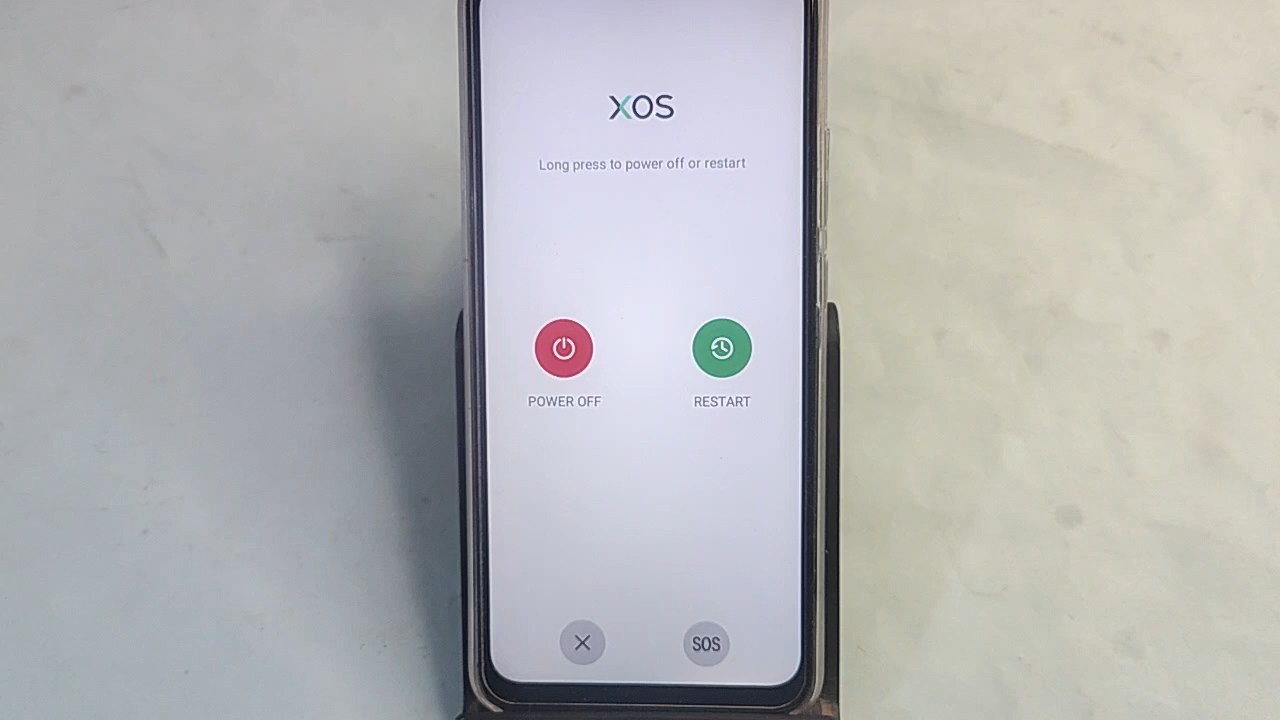 XOS
Long press to power off or restart
POWER OFF
RESTART
SOS